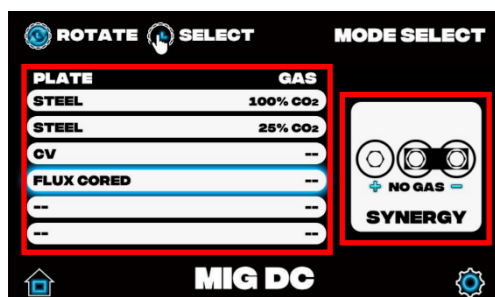 ROTATE SELECT MODE SELECT
PLATE GAS
STEEL 100% CO₂
STEEL 25% CO₂
CV --
FLUX CORED --
-- --
-- --
+ NO GAS −
SYNERGY
MIG DC